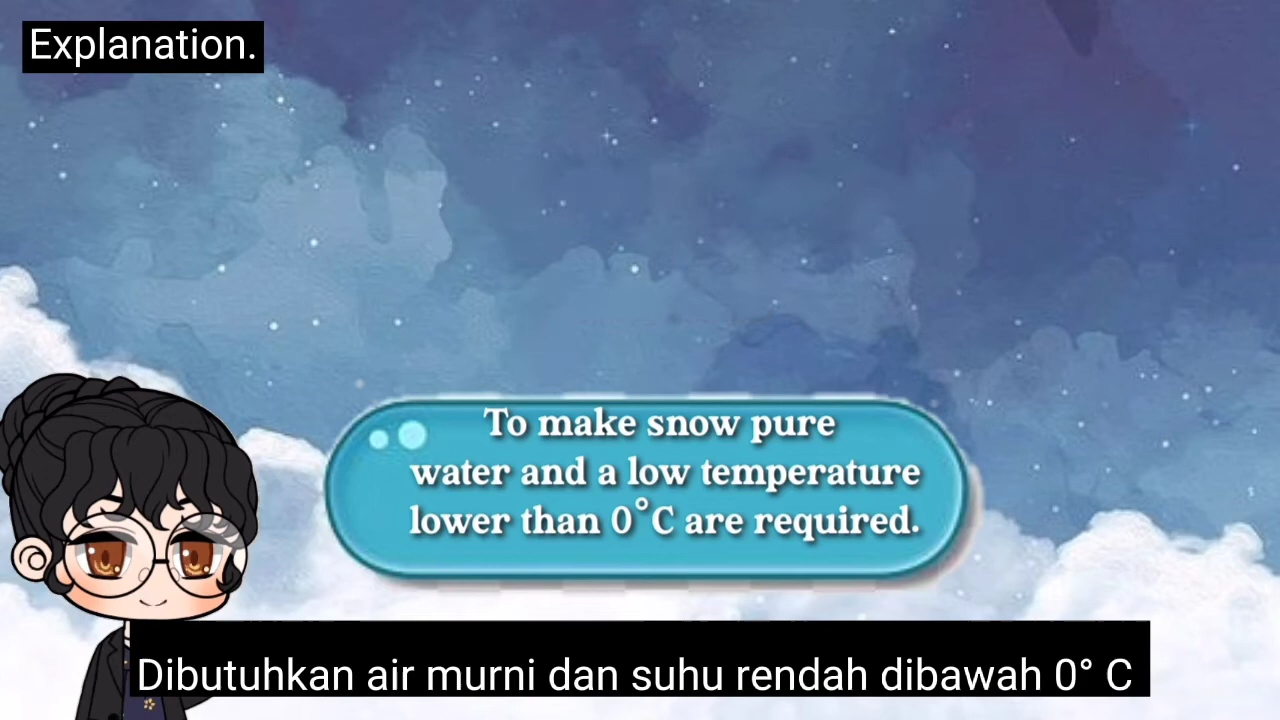 Explanation.
To make snow pure
water and a low temperature
lower than 0°C are required.
Dibutuhkan air murni dan suhu rendah dibawah 0° C